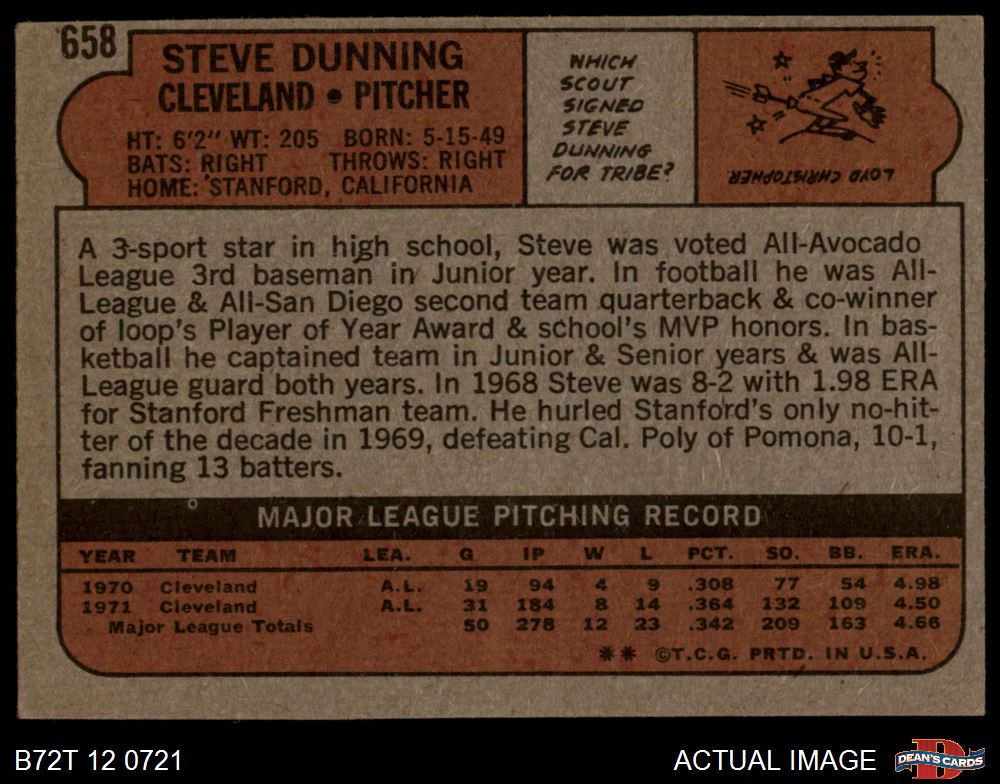 658
STEVE DUNNING
CLEVELAND • PITCHER
HT: 6'2" WT: 205 BORN: 5-15-49
BATS: RIGHT THROWS: RIGHT
HOME: STANFORD, CALIFORNIA
WHICH
SCOUT
SIGNED
STEVE
DUNNING
FOR TRIBE?
LOYD CHRISTOPHER
A 3-sport star in high school, Steve was voted All-Avocado
League 3rd baseman in Junior year. In football he was All-
League & All-San Diego second team quarterback & co-winner
of loop's Player of Year Award & school's MVP honors. In bas-
ketball he captained team in Junior & Senior years & was All-
League guard both years. In 1968 Steve was 8-2 with 1.98 ERA
for Stanford Freshman team. He hurled Stanford's only no-hit-
ter of the decade in 1969, defeating Cal. Poly of Pomona, 10-1,
fanning 13 batters.
MAJOR LEAGUE PITCHING RECORD
YEAR TEAM LEA. G IP W L PCT. SO. BB. ERA.
1970 Cleveland A.L. 19 94 4 9 .308 77 54 4.98
1971 Cleveland A.L. 31 184 8 14 .364 132 109 4.50
Major League Totals 50 278 12 23 .342 209 163 4.66
** ©T.C.G. PRTD. IN U.S.A.
B72T 12 0721
ACTUAL IMAGE
DEAN'S CARDS